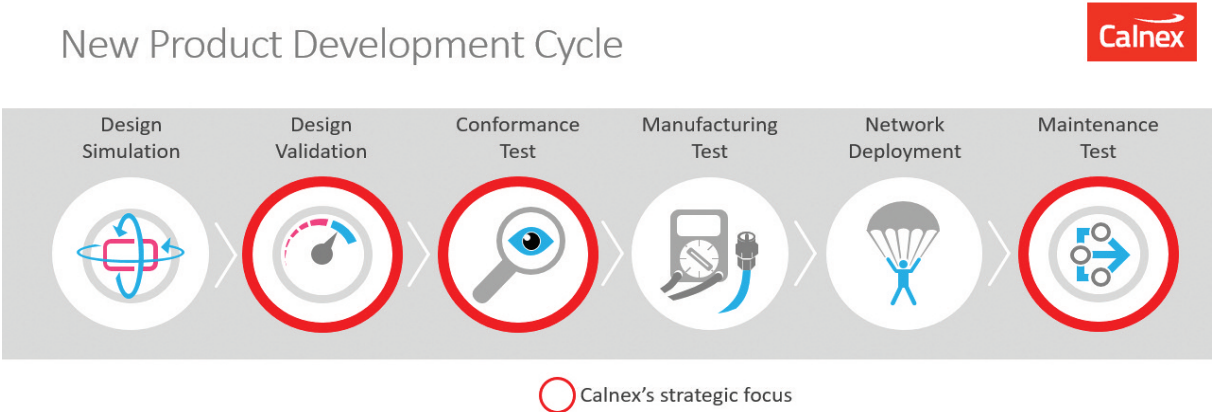 New Product Development Cycle
Calnex
Design
Simulation
Design
Validation
Conformance
Test
Manufacturing
Test
Network
Deployment
Maintenance
Test
Calnex’s strategic focus